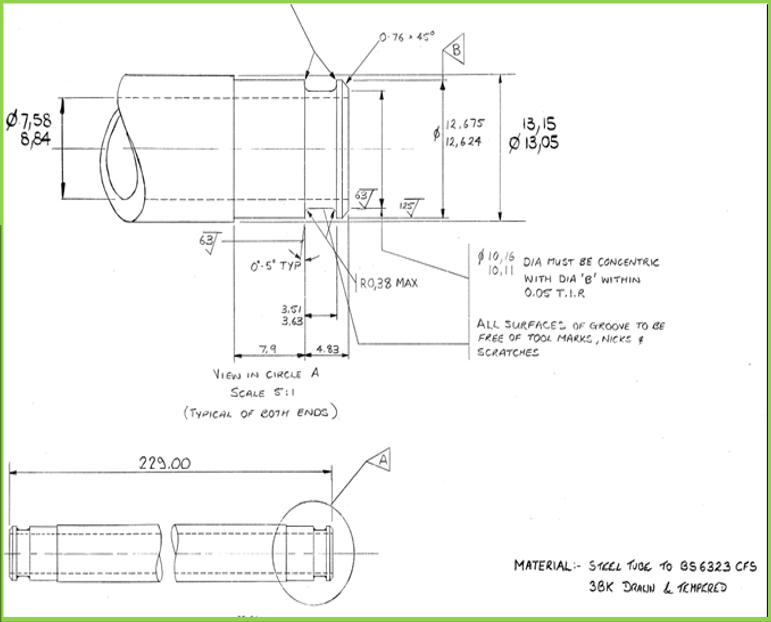 0.76 × 45°
B
Ø 7,58
8,84
Ø 12,675
12,624
13,15
Ø 13,05
63
125
63
0°-5° TYP
R0,38 MAX
Ø 10,16
10,11
DIA MUST BE CONCENTRIC
WITH DIA 'B' WITHIN
0.05 T.I.R
3.51
3.63
ALL SURFACES OF GROOVE TO BE
FREE OF TOOL MARKS, NICKS &
SCRATCHES
7.9
4.83
VIEW IN CIRCLE A
SCALE 5:1
(TYPICAL OF BOTH ENDS)
229.00
A
MATERIAL:- STEEL TUBE TO BS6323 CFS
3BK DRAWN & TEMPERED